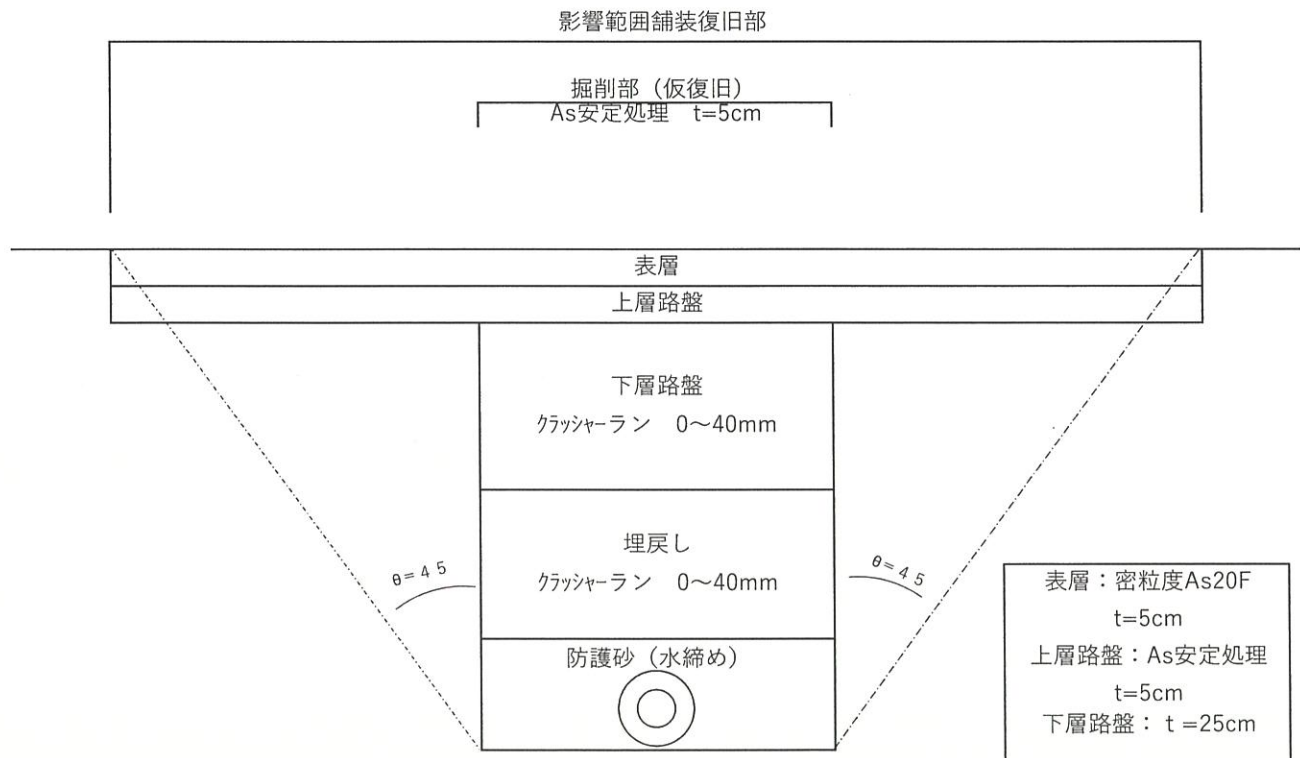 影響範囲舗装復旧部
掘削部（仮復旧）
As安定処理　t=5cm
表層
上層路盤
下層路盤
ｸﾗｯｼｬｰラン　0～40mm
埋戻し
ｸﾗｯｼｬｰラン　0～40mm
θ=45
θ=45
防護砂（水締め）
表層：密粒度As20F
t=5cm
上層路盤：As安定処理
t=5cm
下層路盤：ｔ=25cm